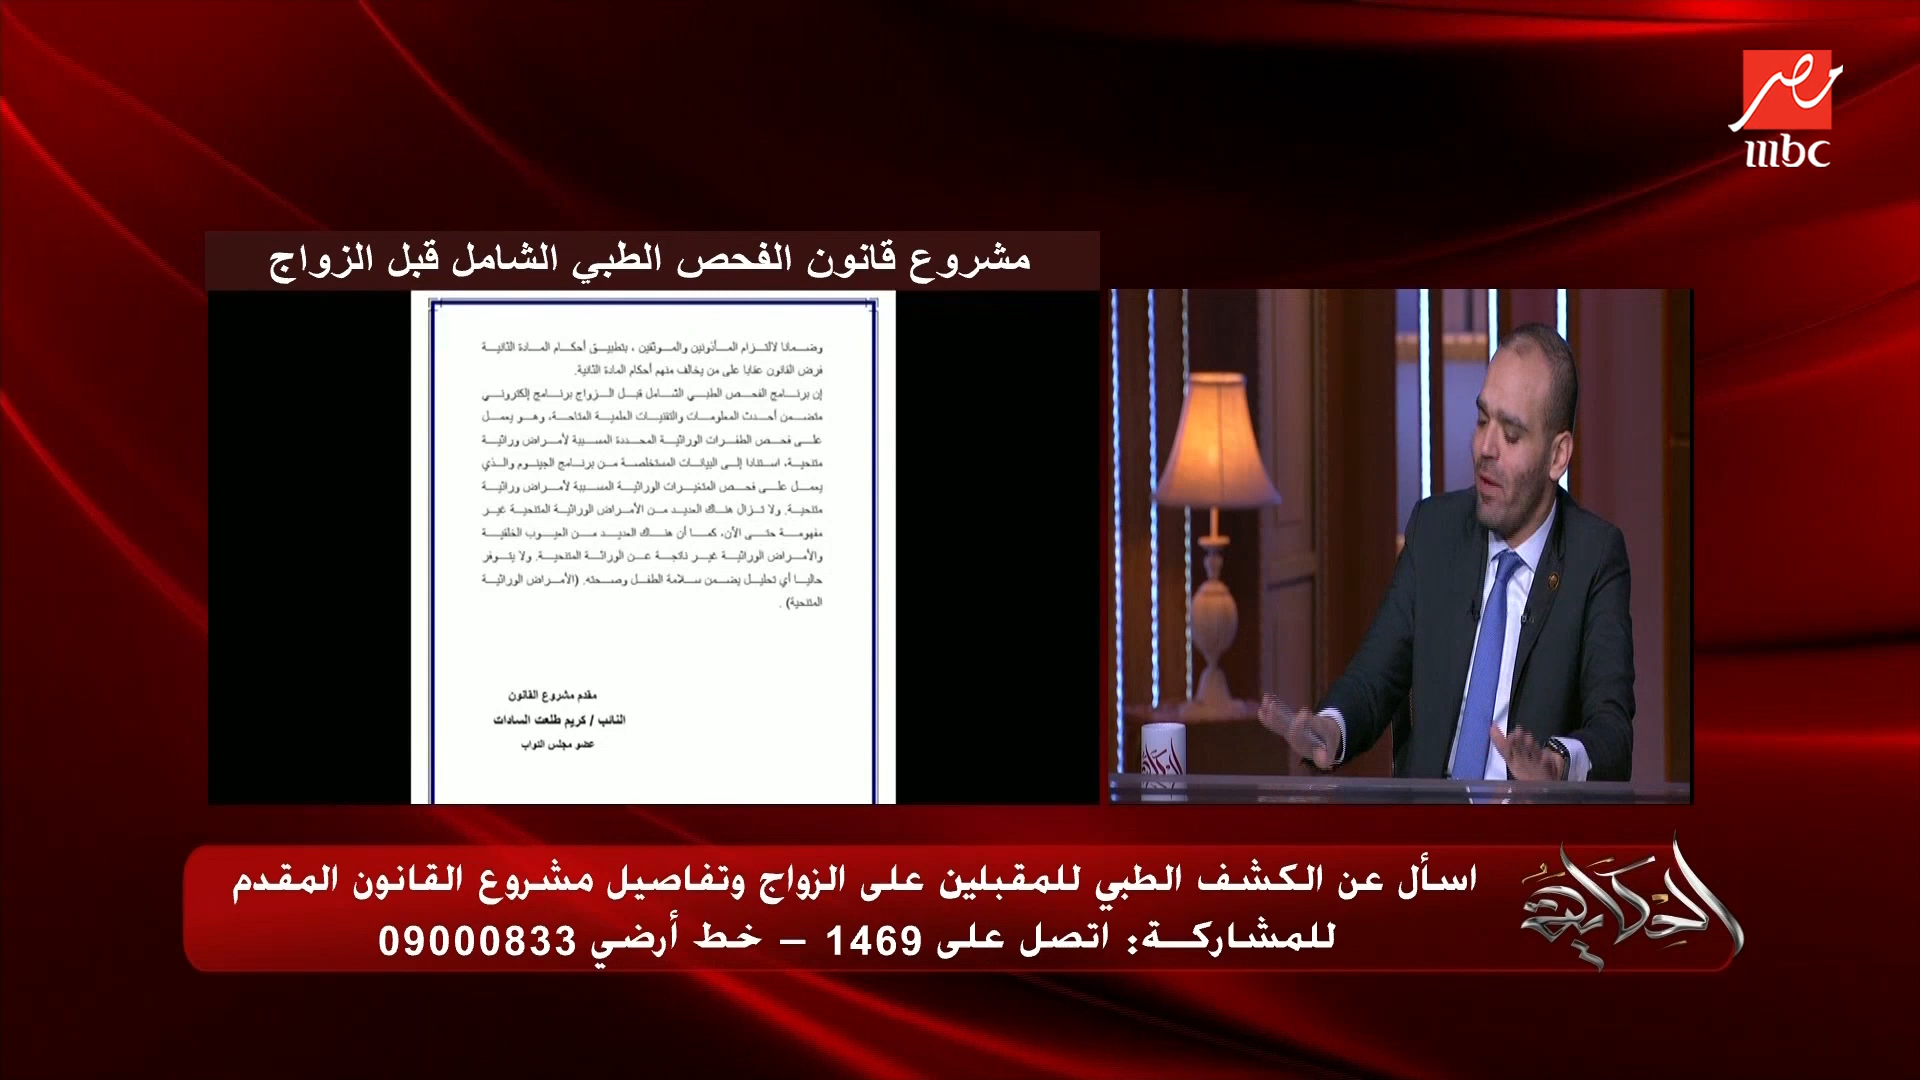 مصر
mbc
مشروع قانون الفحص الطبي الشامل قبل الزواج
وضمانا لالتزام المأذونين والموثقين ، بتطبيق أحكام المادة الثانية
فرض القانون عقابا على من يخالف منهم أحكام المادة الثانية.
إن برنامج الفحص الطبي الشامل قبل الزواج برنامج إلكتروني
متضمن أحدث المعلومات والتقنيات العلمية المتاحة، وهو يعمل
على فحص الطفرات الوراثية المحددة المسببة لأمراض وراثية
متنحية، استنادا إلى البيانات المستخلصة من برنامج الجينوم والذي
يعمل على فحص المتغيرات الوراثية المسببة لأمراض وراثية
متنحية. ولا تزال هناك العديد من الأمراض الوراثية المتنحية غير
مفهومة حتى الأن، كما أن هناك العديد من العيوب الخلقية
والأمراض الوراثية غير ناتجة عن الوراثة المتنحية. ولا يتوفر
حاليا أي تحليل يضمن سلامة الطفل وصحته. (الأمراض الوراثية
المتنحية) .
مقدم مشروع القانون
النائب / كريم طلعت السادات
عضو مجلس النواب
الحكاية
اسأل عن الكشف الطبي للمقبلين على الزواج وتفاصيل مشروع القانون المقدم
للمشاركة: اتصل على 1469 – خط أرضي 09000833
الحكاية